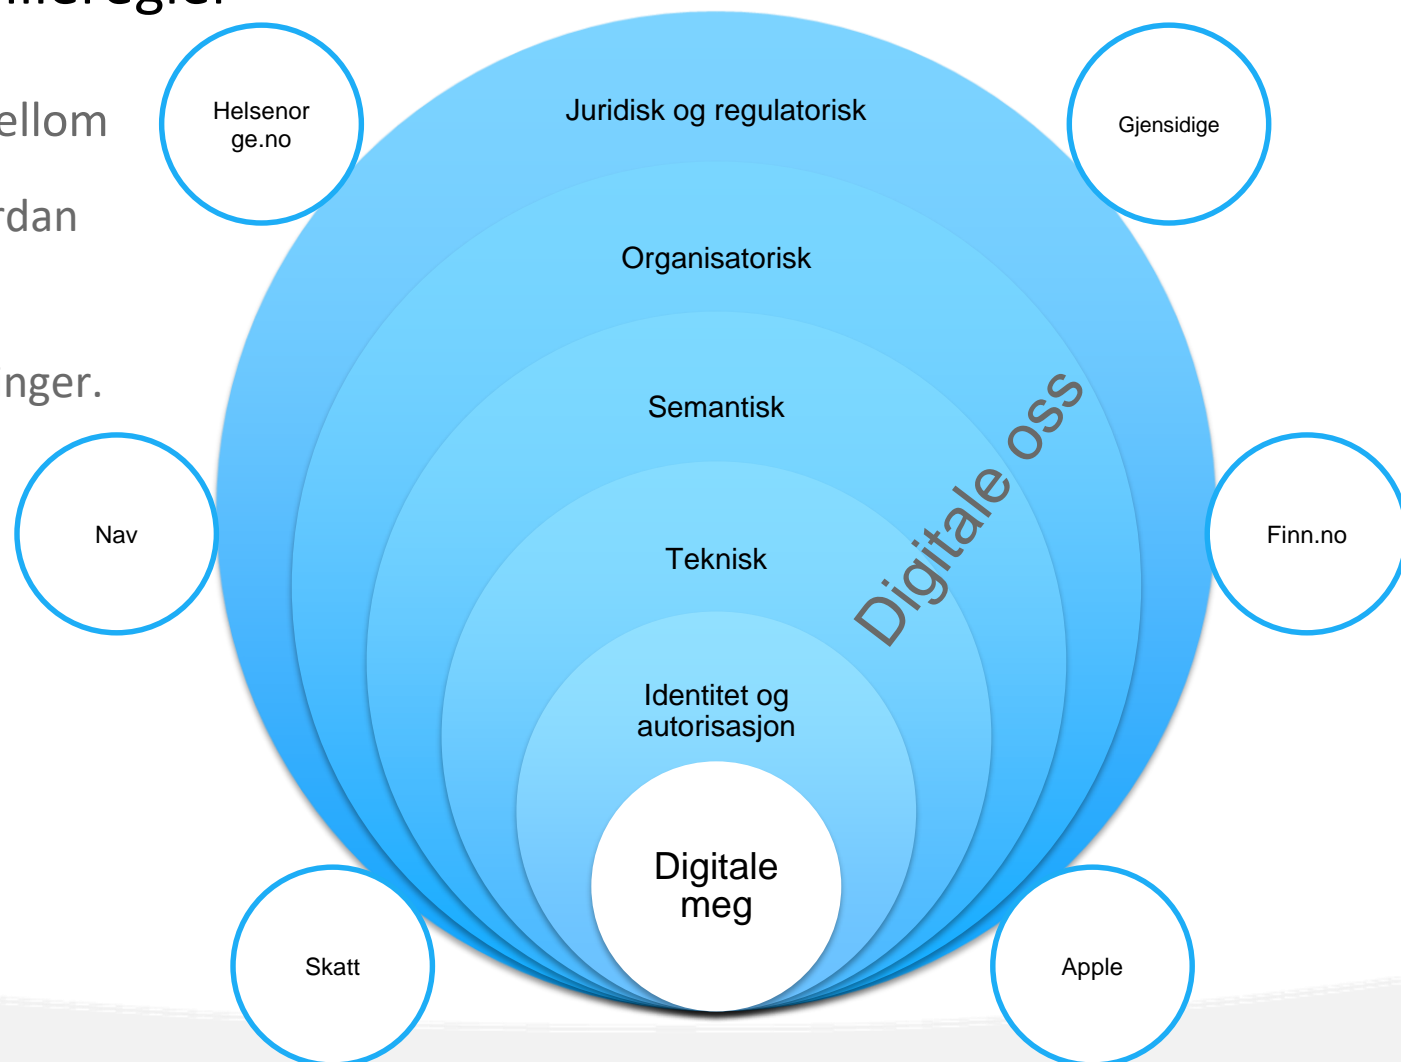 ellom
rdan
inger.
Helsenor
ge.no
Juridisk og regulatorisk
Gjensidige
Organisatorisk
Semantisk
Digitale oss
Nav
Teknisk
Finn.no
Identitet og
autorisasjon
Digitale
meg
Skatt
Apple